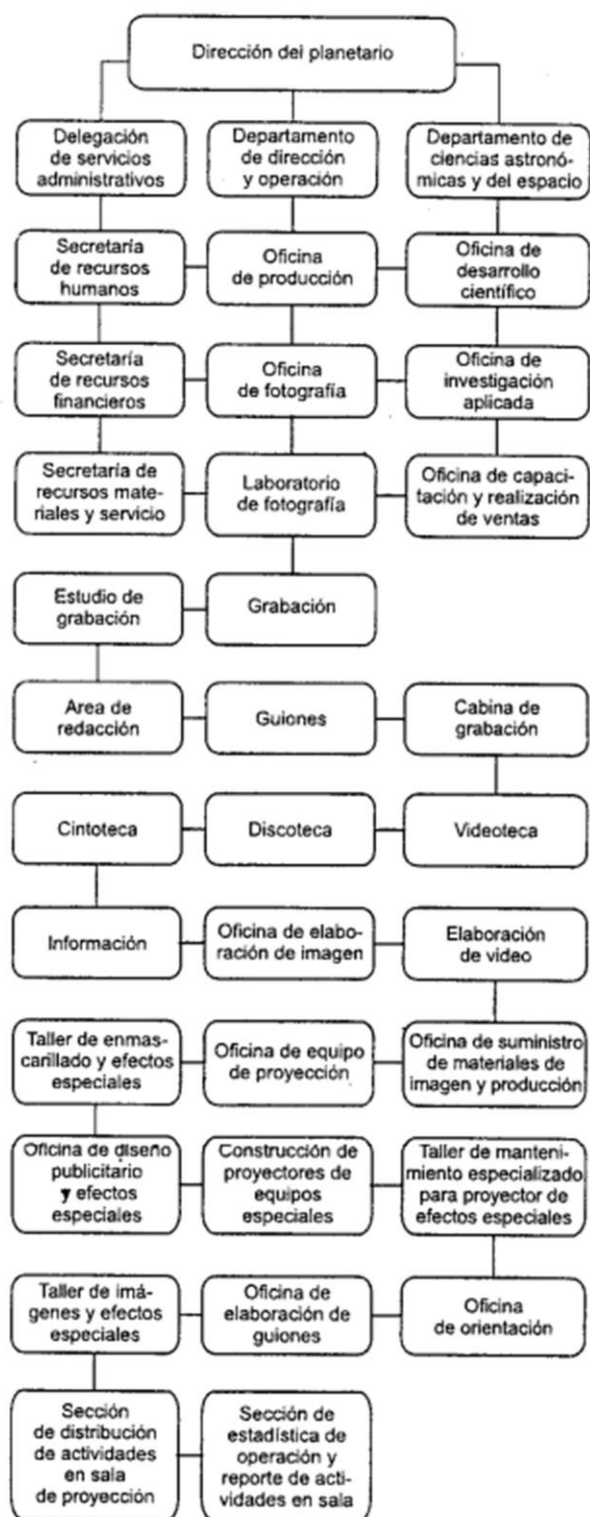 Dirección del planetario
Delegación
de servicios
administrativos
Departamento
de dirección
y operación
Departamento de
ciencias astronó-
micas y del espacio
Secretaría
de recursos
humanos
Oficina
de producción
Oficina de
desarrollo
científico
Secretaría
de recursos
financieros
Oficina
de fotografía
Oficina de
investigación
aplicada
Secretaría de
recursos mate-
riales y servicio
Laboratorio
de fotografía
Oficina de capaci-
tación y realización
de ventas
Estudio de
grabación
Grabación
Area de
redacción
Guiones
Cabina de
grabación
Cintoteca
Discoteca
Videoteca
Información
Oficina de elabo-
ración de imagen
Elaboración
de video
Taller de enmas-
carillado y efectos
especiales
Oficina de equipo
de proyección
Oficina de suministro
de materiales de
imagen y producción
Oficina de diseño
publicitario
y efectos
especiales
Construcción de
proyectores de
equipos
especiales
Taller de manteni-
miento especializado
para proyector de
efectos especiales
Taller de imá-
genes y efectos
especiales
Oficina de
elaboración de
guiones
Oficina
de orientación
Sección
de distribución
de actividades
en sala
de proyección
Sección de
estadística de
operación y
reporte de acti-
vidades en sala